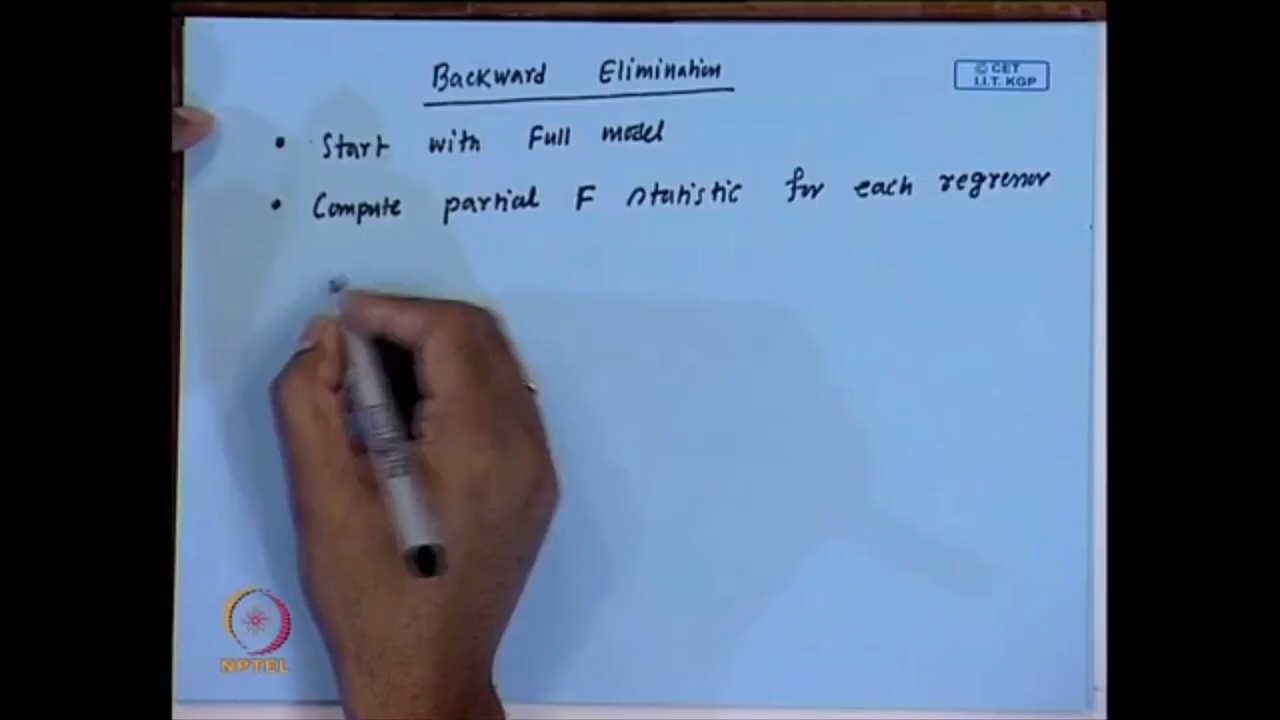 Backward Elimination
© CET
I.I.T. KGP
• Start with Full model
• Compute partial F statistic for each regressor
NPTEL